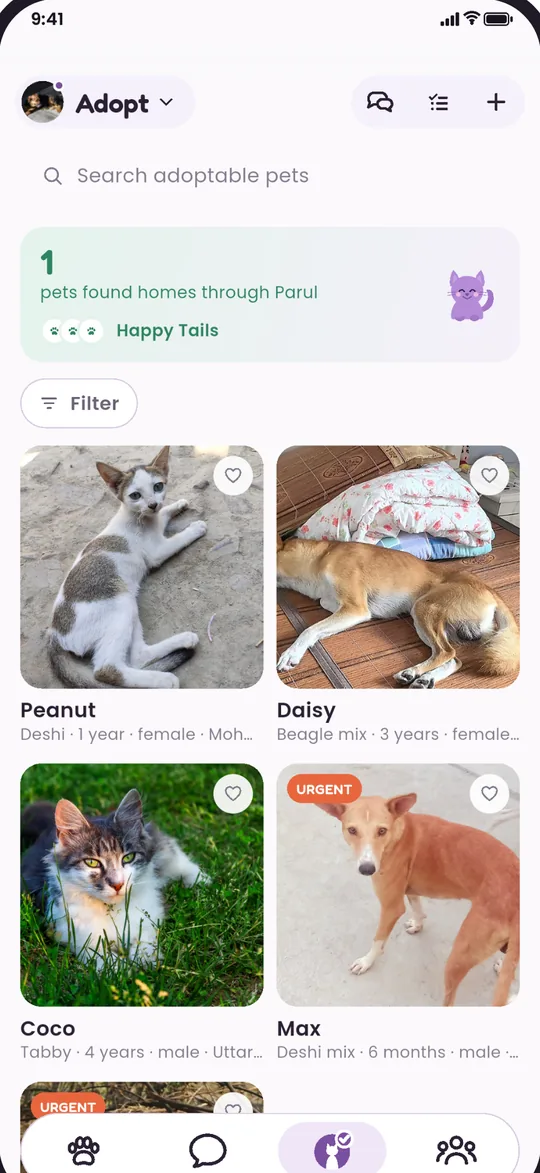 9:41
Adopt
Search adoptable pets
1
pets found homes through Parul
Happy Tails
Filter
Peanut
Deshi · 1 year · female · Moh...
Daisy
Beagle mix · 3 years · female...
URGENT
Coco
Tabby · 4 years · male · Uttar...
Max
Deshi mix · 6 months · male ·...
URGENT